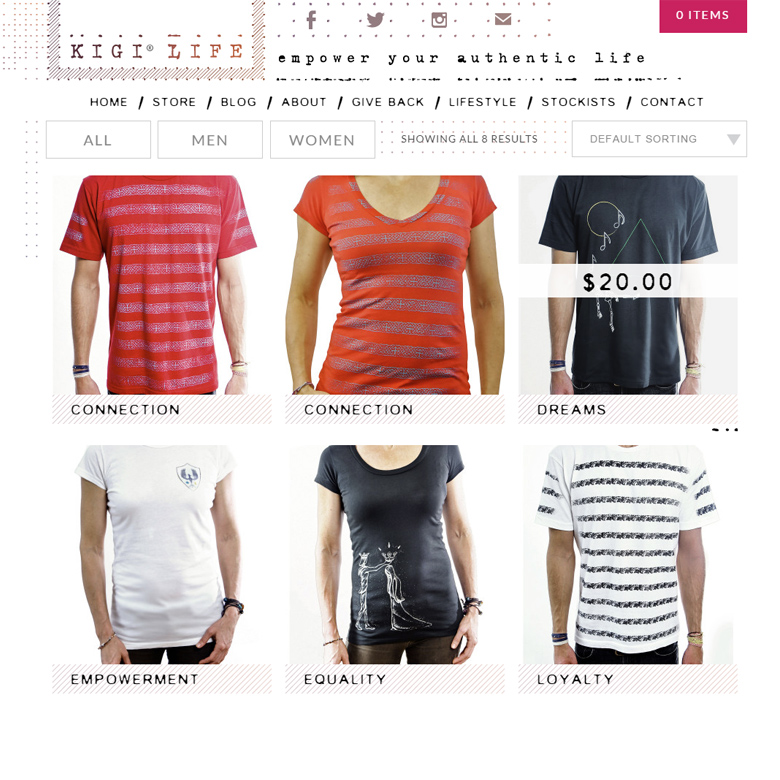 0 ITEMS
KIGI® LIFE
empower your authentic life
HOME / STORE / BLOG / ABOUT / GIVE BACK / LIFESTYLE / STOCKISTS / CONTACT
ALL
MEN
WOMEN
SHOWING ALL 8 RESULTS
DEFAULT SORTING
$20.00
CONNECTION
CONNECTION
DREAMS
EMPOWERMENT
EQUALITY
LOYALTY